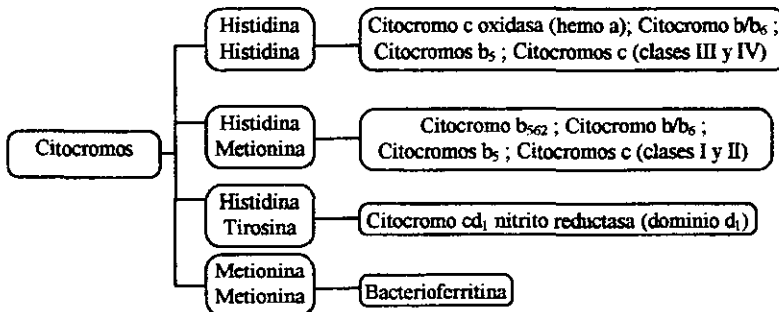 Citocromos
Histidina
Histidina
Citocromo c oxidasa (hemo a); Citocromo b/b₆ ;
Citocromos b₅ ; Citocromos c (clases III y IV)
Histidina
Metionina
Citocromo b₅₆₂ ; Citocromo b/b₆ ;
Citocromos b₅ ; Citocromos c (clases I y II)
Histidina
Tirosina
Citocromo cd₁ nitrito reductasa (dominio d₁)
Metionina
Metionina
Bacterioferritina